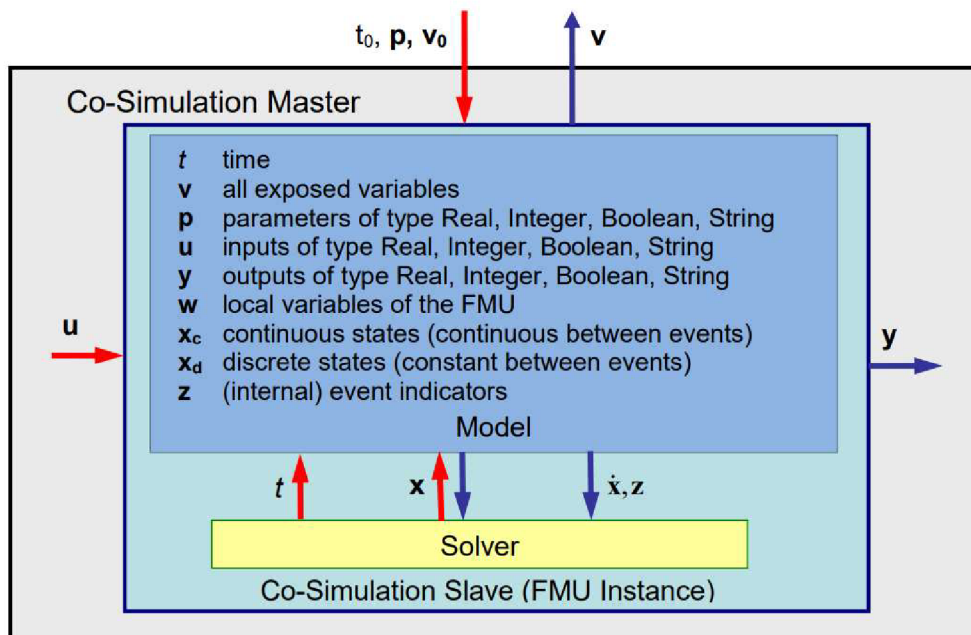 t₀, p, v₀
v
Co-Simulation Master
t time
v all exposed variables
p parameters of type Real, Integer, Boolean, String
u inputs of type Real, Integer, Boolean, String
y outputs of type Real, Integer, Boolean, String
w local variables of the FMU
x_c continuous states (continuous between events)
x_d discrete states (constant between events)
z (internal) event indicators
Model
u
y
t
x
ẋ, z
Solver
Co-Simulation Slave (FMU Instance)